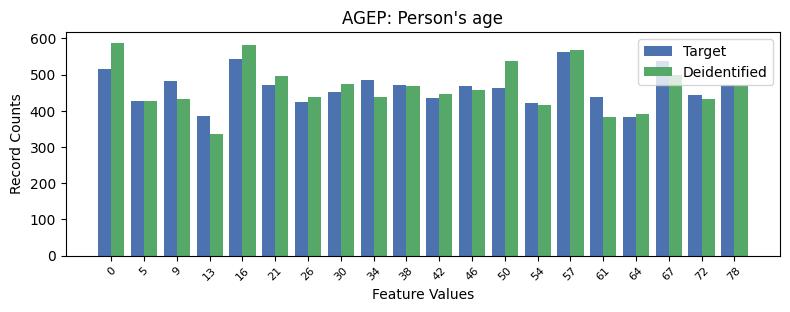 AGEP: Person's age
Target
Deidentified
Record Counts
600
500
400
300
200
100
0
0 5 9 13 16 21 26 30 34 38 42 46 50 54 57 61 64 67 72 78
Feature Values